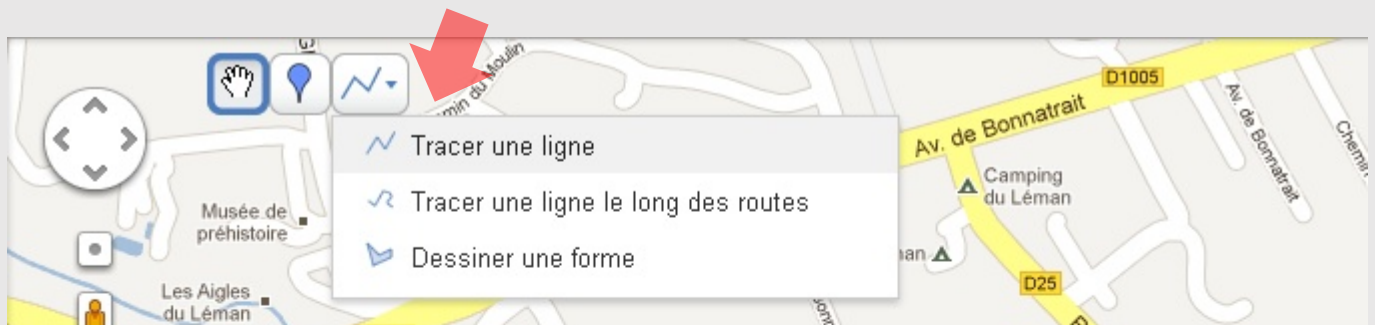 Chemin du Moulin
D1005
Av. de Bonnatrait
Av. de Bonnatrait
Tracer une ligne
Tracer une ligne le long des routes
Dessiner une forme
Camping
du Léman
Musée de
préhistoire
D25
Les Aigles
du Léman